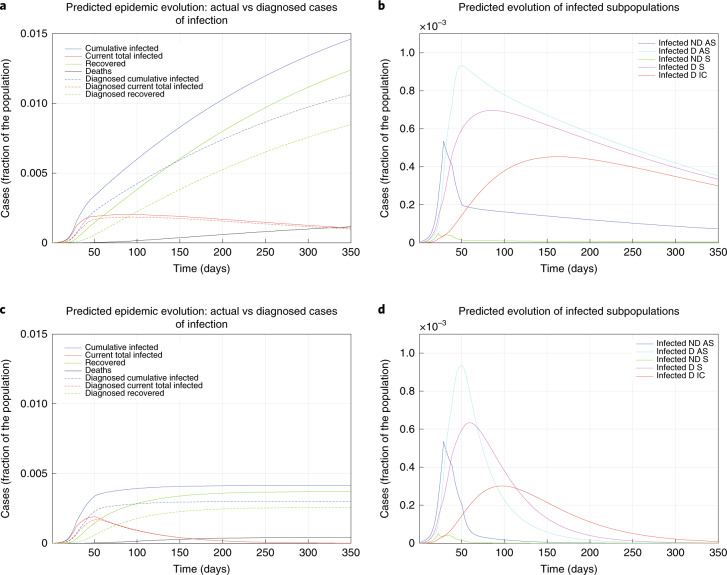 a
Predicted epidemic evolution: actual vs diagnosed cases
of infection
0.015
0.010
0.005
0
Cases (fraction of the population)
Cumulative infected
Current total infected
Recovered
Deaths
Diagnosed cumulative infected
Diagnosed current total infected
Diagnosed recovered
50 100 150 200 250 300 350
Time (days)
b
Predicted evolution of infected subpopulations
×10⁻³
1.0
0.8
0.6
0.4
0.2
0
Cases (fraction of the population)
Infected ND AS
Infected D AS
Infected ND S
Infected D S
Infected D IC
50 100 150 200 250 300 350
Time (days)
c
Predicted epidemic evolution: actual vs diagnosed cases
of infection
0.015
0.010
0.005
0
Cases (fraction of the population)
Cumulative infected
Current total infected
Recovered
Deaths
Diagnosed cumulative infected
Diagnosed current total infected
Diagnosed recovered
50 100 150 200 250 300 350
Time (days)
d
Predicted evolution of infected subpopulations
×10⁻³
1.0
0.8
0.6
0.4
0.2
0
Cases (fraction of the population)
Infected ND AS
Infected D AS
Infected ND S
Infected D S
Infected D IC
50 100 150 200 250 300 350
Time (days)